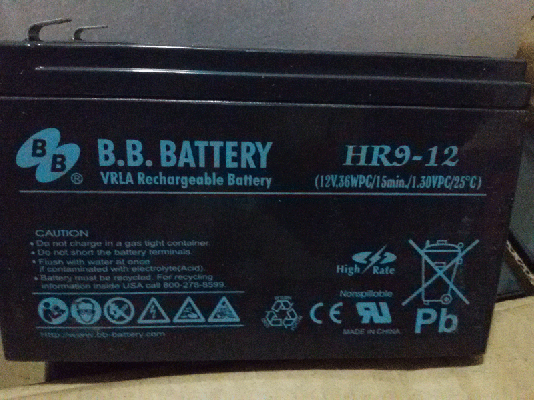 BB ®
B.B. BATTERY
VRLA Rechargeable Battery
HR9-12
(12V,36WPC/15min./1.30VPC/25°C)
CAUTION
• Do not charge in a gas tight container.
• Do not short the battery terminals.
• Flush with water at once
if contaminated with electrolyte(Acid).
• Battery must be recycled. For recycling
information inside USA call 800-278-8599.
http://www.bb-battery.com
High Rate
Nonspillable
CE
MADE IN CHINA
Pb